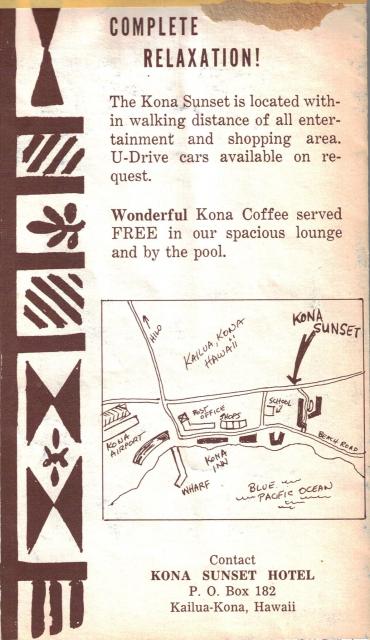 COMPLETE
RELAXATION!
The Kona Sunset is located with-
in walking distance of all enter-
tainment and shopping area.
U-Drive cars available on re-
quest.
Wonderful Kona Coffee served
FREE in our spacious lounge
and by the pool.
HILO
KAILUA, KONA
HAWAII
KONA
SUNSET
POST
OFFICE
SHOPS
SCHOOL
KONA
AIRPORT
KONA
INN
WHARF
BEACH ROAD
BLUE
PACIFIC OCEAN
Contact
KONA SUNSET HOTEL
P. O. Box 182
Kailua-Kona, Hawaii